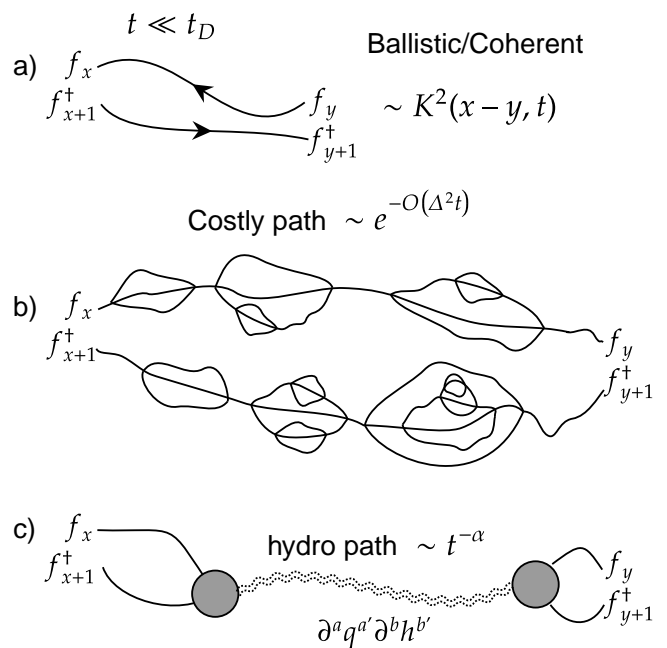 t ≪ t_D
Ballistic/Coherent
a) f_x
f†_{x+1}
f_y
f†_{y+1}
∼ K²(x − y, t)
Costly path ∼ e^{−O(Δ²t)}
b) f_x
f†_{x+1}
f_y
f†_{y+1}
c) f_x
f†_{x+1}
hydro path ∼ t^{−α}
f_y
f†_{y+1}
∂^a q^{a′} ∂^b h^{b′}